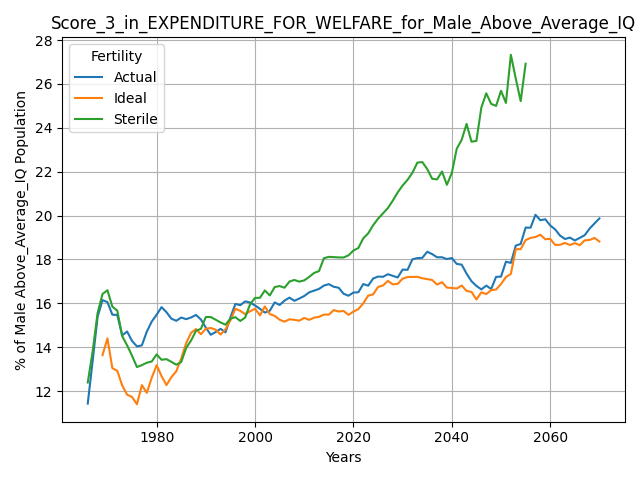 Score_3_in_EXPENDITURE_FOR_WELFARE_for_Male_Above_Average_IQ
Fertility
Actual
Ideal
Sterile
% of Male Above_Average_IQ Population
28
26
24
22
20
18
16
14
12
1980
2000
2020
2040
2060
Years